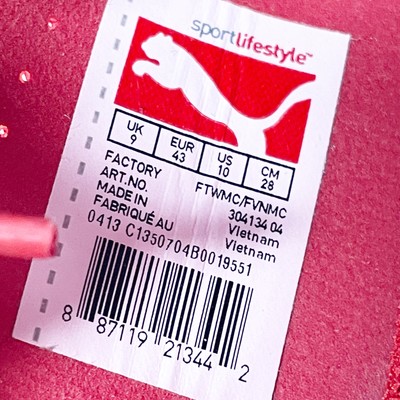 sportlifestyle™
UK EUR US CM
9 43 10 28
FACTORY FTWMC/FVNMC
ART.NO. 304134 04
MADE IN Vietnam
FABRIQUÉ AU Vietnam
0413 C1350704B0019551
8 87119 21344 2